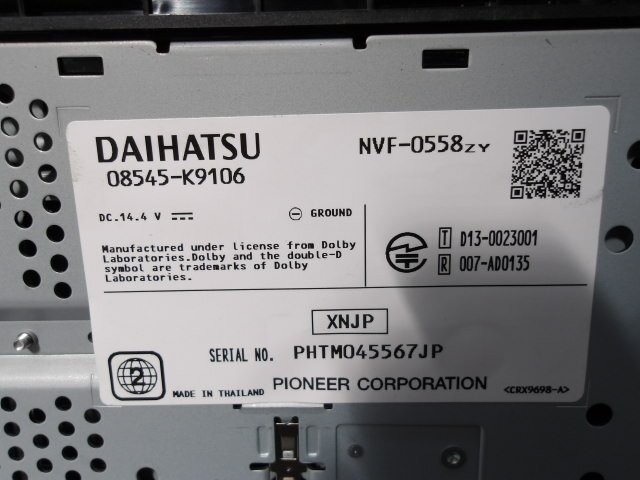 DAIHATSU
08545-K9106
NVF-0558ZY
DC.14.4 V
GROUND
Manufactured under license from Dolby
Laboratories.Dolby and the double-D
symbol are trademarks of Dolby
Laboratories.
T D13-0023001
R 007-AD0135
XNJP
SERIAL NO. PHTM045567JP
2
MADE IN THAILAND
PIONEER CORPORATION
<CRX9698-A>